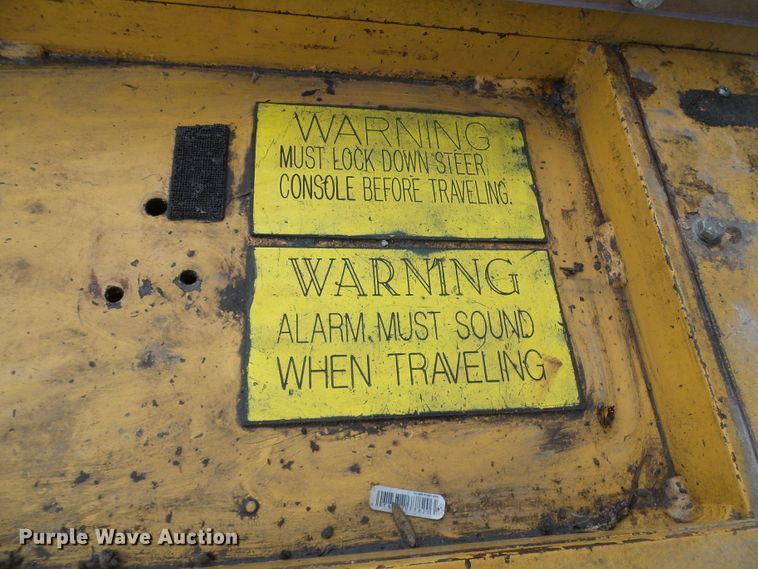 WARNING
MUST LOCK DOWN STEER
CONSOLE BEFORE TRAVELING.
WARNING
ALARM MUST SOUND
WHEN TRAVELING
Purple Wave Auction